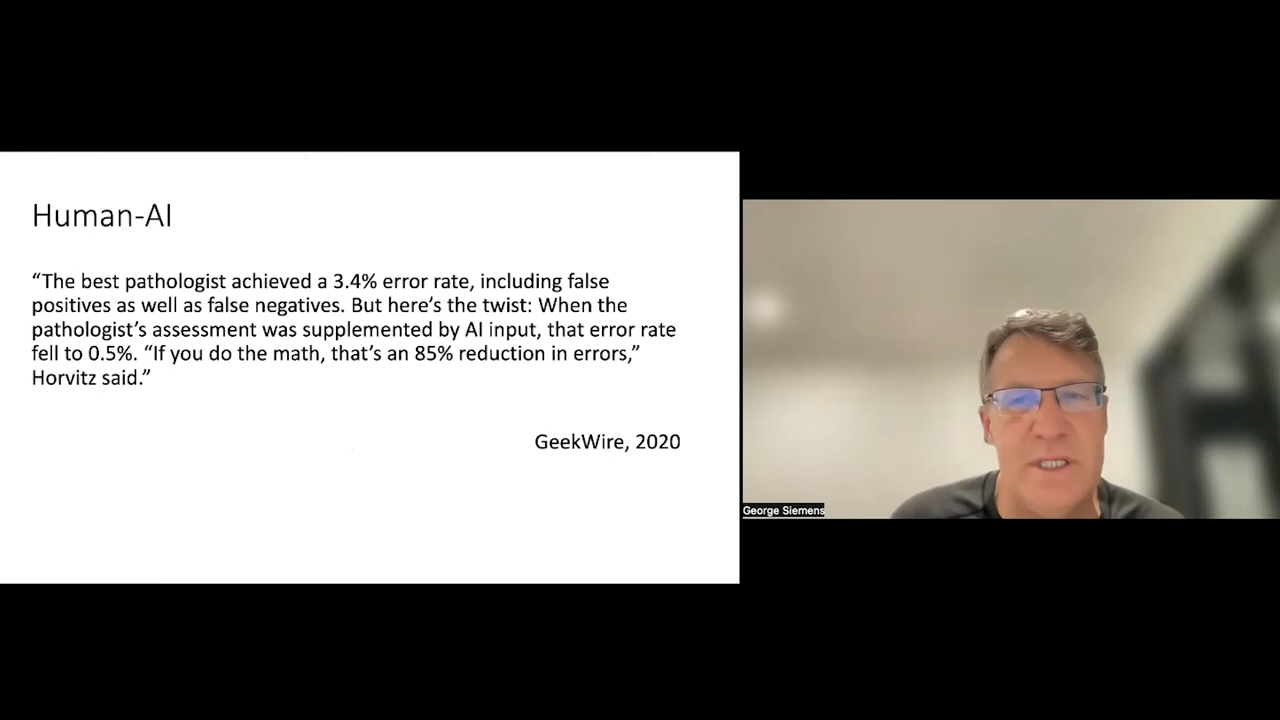 Human-AI
“The best pathologist achieved a 3.4% error rate, including false
positives as well as false negatives. But here’s the twist: When the
pathologist’s assessment was supplemented by AI input, that error rate
fell to 0.5%. “If you do the math, that’s an 85% reduction in errors,”
Horvitz said.”
GeekWire, 2020
George Siemens